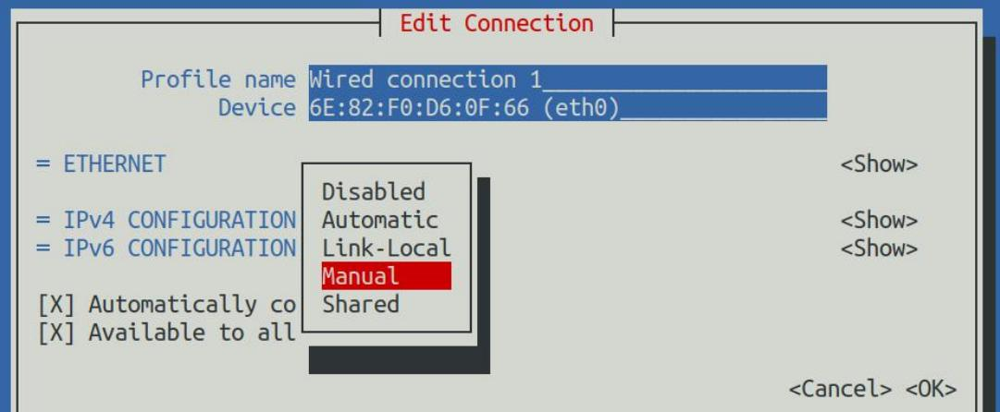 Edit Connection
Profile name Wired connection 1
Device 6E:82:F0:D6:0F:66 (eth0)
= ETHERNET <Show>
Disabled
= IPv4 CONFIGURATION Automatic <Show>
= IPv6 CONFIGURATION Link-Local <Show>
Manual
[X] Automatically co Shared
[X] Available to all
<Cancel> <OK>